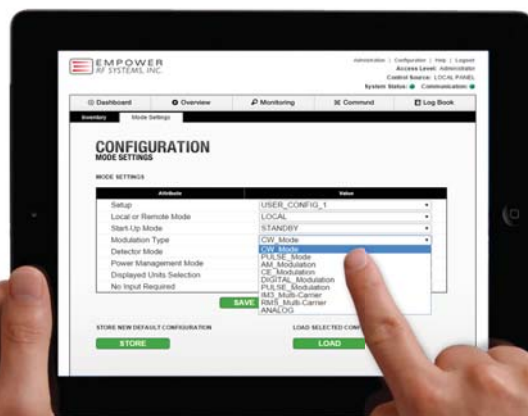 EMPOWER
RF SYSTEMS, INC.
Administration | Configuration | Help | Logout
Access Level: Administrator
Control Source: LOCAL PANEL
System Status: Communication:
Dashboard Overview Monitoring Command Log Book
Inventory Mode Settings
CONFIGURATION
MODE SETTINGS
MODE SETTINGS
Attribute Value
Setup USER_CONFIG_1
Local or Remote Mode LOCAL
Start-Up Mode STANDBY
Modulation Type CW_Mode
Detector Mode CW_Mode
Power Management Mode PULSE_Mode
AM_Modulation
Displayed Units Selection CE_Modulation
DIGITAL_Modulation
No Input Required PULSE_Modulation
IM3_Multi-Carrier
SAVE RMS_Multi-Carrier
ANALOG
STORE NEW DEFAULT CONFIGURATION LOAD SELECTED
STORE LOAD